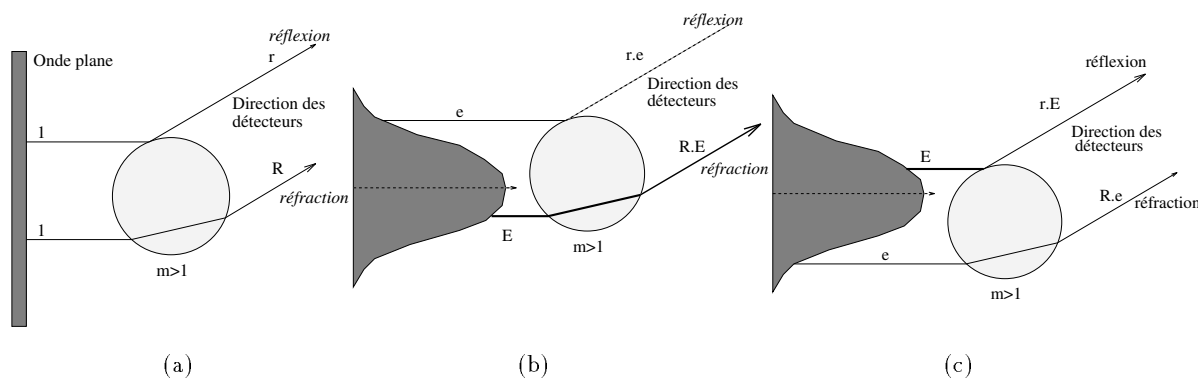 Onde plane
1
1
réflexion
r
Direction des
détecteurs
R
réfraction
m>1
(a)
e
réflexion
r.e
Direction des
détecteurs
R.E
réfraction
E
m>1
(b)
E
e
réflexion
r.E
Direction des
détecteurs
R.e
réfraction
m>1
(c)